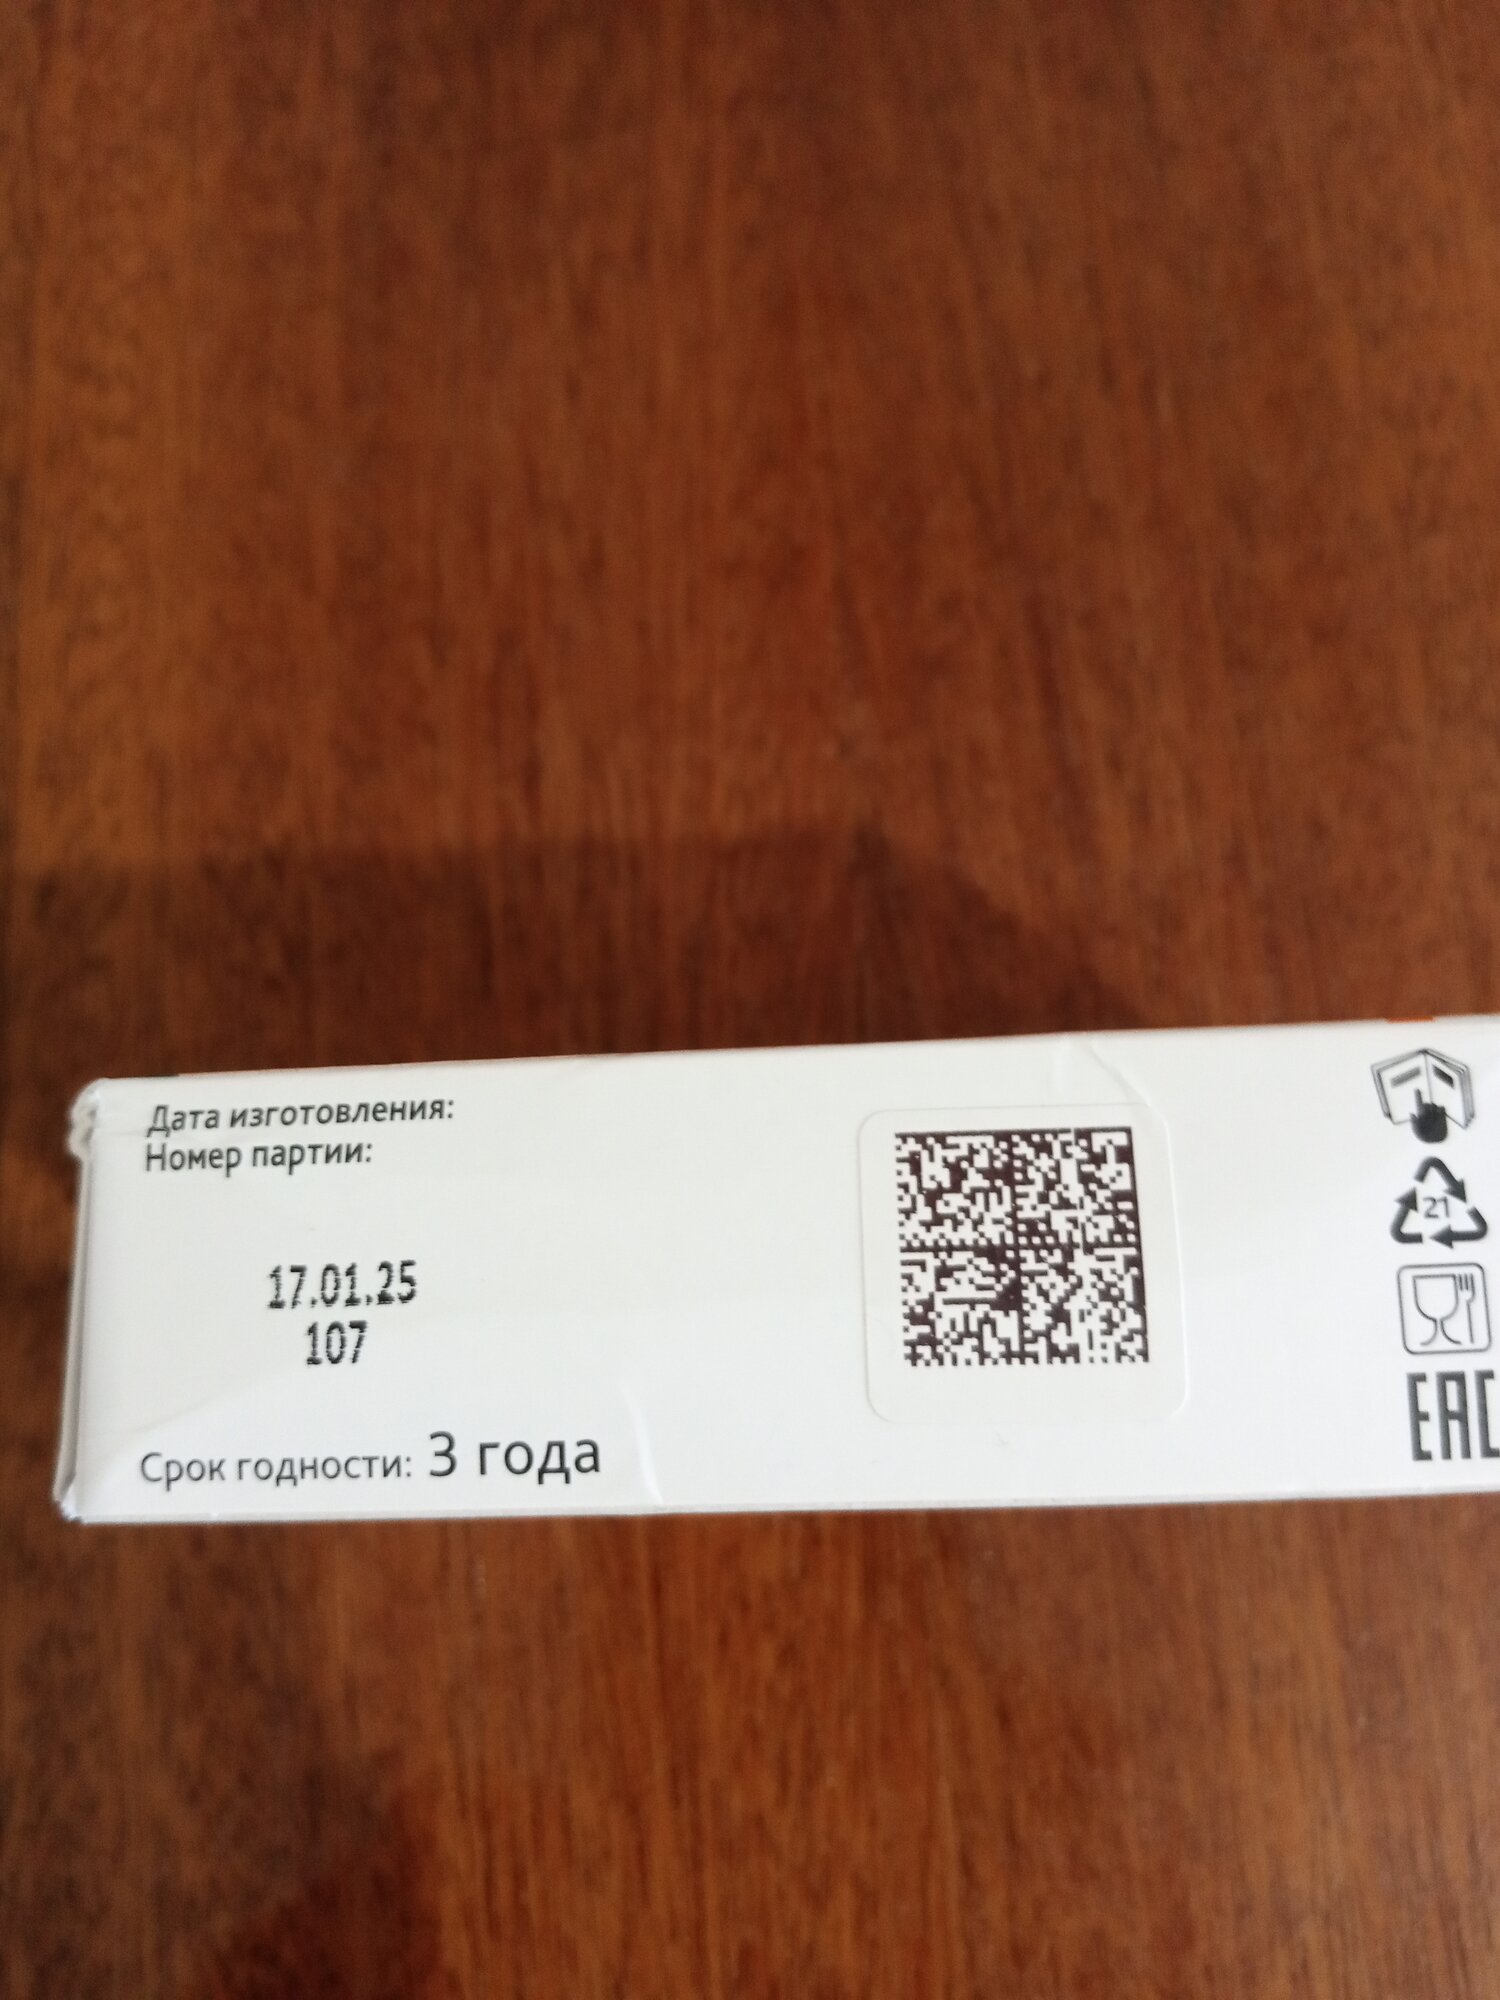 Дата изготовления:
Номер партии:
17.01.25
107
Срок годности: 3 года
21
EAC